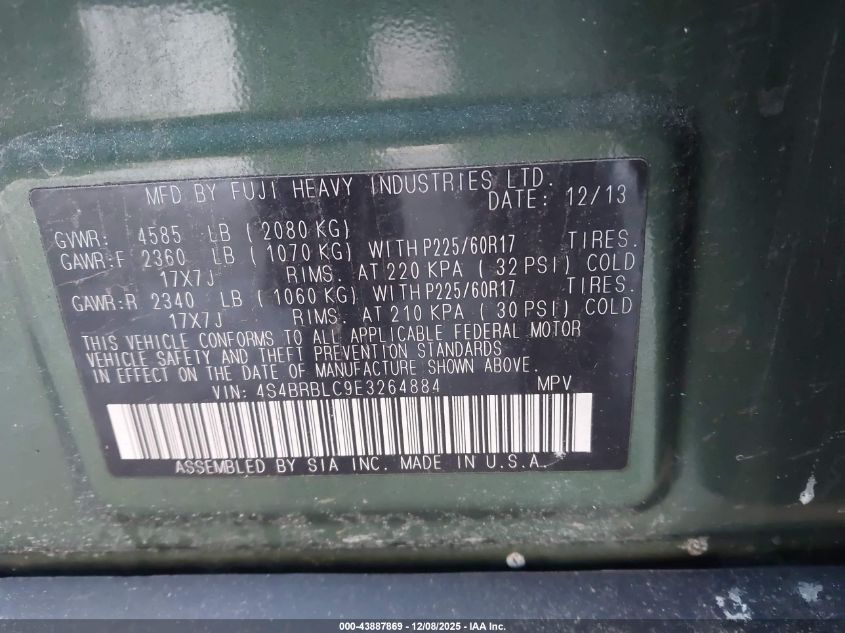 MFD BY FUJI HEAVY INDUSTRIES LTD.
DATE: 12/13
GVWR: 4585 LB ( 2080 KG)
GAWR:F 2360 LB ( 1070 KG) WITH P225/60R17 TIRES.
17X7J RIMS. AT 220 KPA ( 32 PSI) COLD
GAWR:R 2340 LB ( 1060 KG) WITH P225/60R17 TIRES.
17X7J RIMS. AT 210 KPA ( 30 PSI) COLD
THIS VEHICLE CONFORMS TO ALL APPLICABLE FEDERAL MOTOR
VEHICLE SAFETY AND THEFT PREVENTION STANDARDS
IN EFFECT ON THE DATE OF MANUFACTURE SHOWN ABOVE.
VIN: 4S4BRBLC9E3264884 MPV
ASSEMBLED BY SIA INC. MADE IN U.S.A.
000-43887869 - 12/08/2025 - IAA Inc.